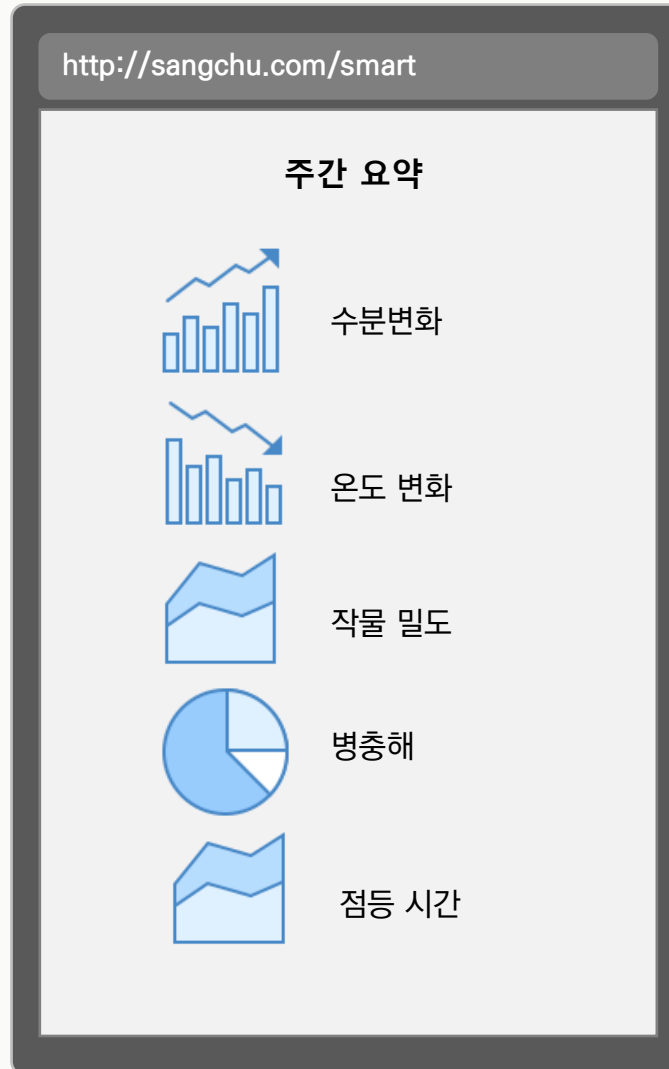 http://sangchu.com/smart
주간 요약
수분변화
온도 변화
작물 밀도
병충해
점등 시간